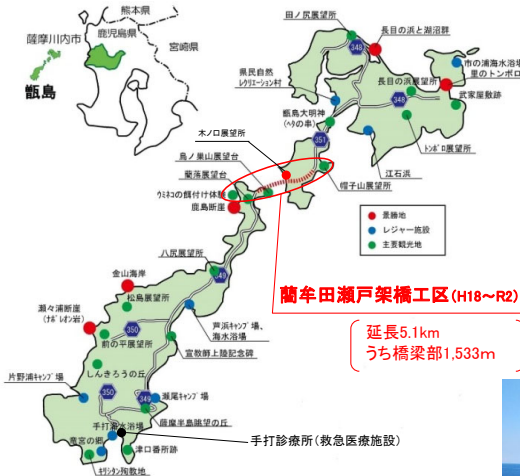 熊本県
鹿児島県
薩摩川内市
宮崎県
甑島
田ノ尻展望所
348
長目の浜と湖沼群
市の浦海水浴場
里のトンボロ
県民自然
レクリエーション村
長目の浜展望所
348
武家屋敷跡
甑島大明神
(ヘタの串)
木ノ口展望所
351
トンボロ展望所
鳥ノ巣山展望台
江石浜
藺落展望台
帽子山展望所
ウミネコの餌付け体験
鹿島断崖
景勝地
レジャー施設
主要観光地
八尻展望所
349
金山海岸
藺牟田瀬戸架橋工区(H18~R2)
松島展望所
瀬々浦断崖
(ナポレオン岩)
350
芦浜キャンプ場、
海水浴場
延長5.1km
うち橋梁部1,533m
前の平展望所
宣教師上陸記念碑
しんきろうの丘
片野浦キャンプ場
350
349
瀬尾キャンプ場
手打海水浴場
薩摩半島眺望の丘
手打診療所(救急医療施設)
竜宮の郷
津口番所跡
キリシタン殉教地